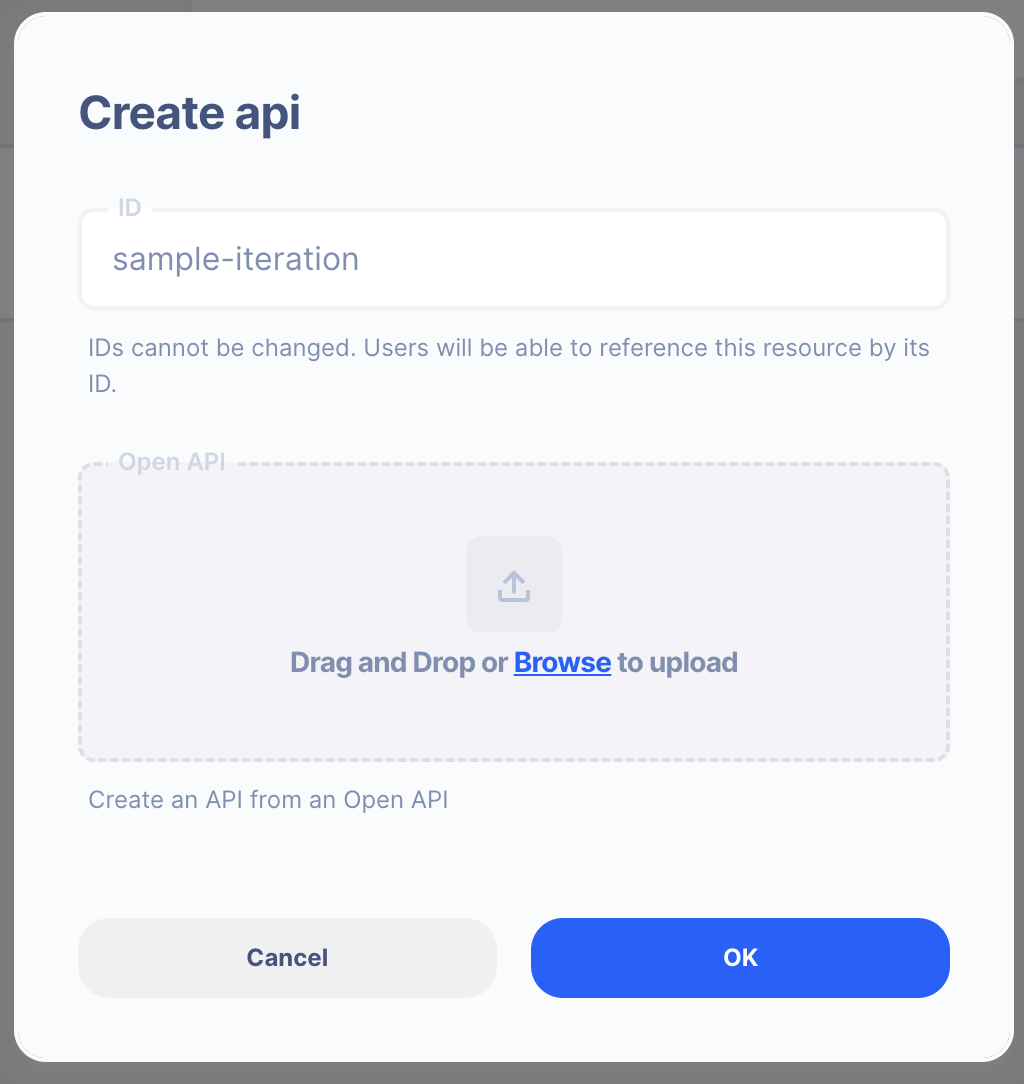 Create api
ID
sample-iteration
IDs cannot be changed. Users will be able to reference this resource by its
ID.
Open API
Drag and Drop or Browse to upload
Create an API from an Open API
Cancel
OK